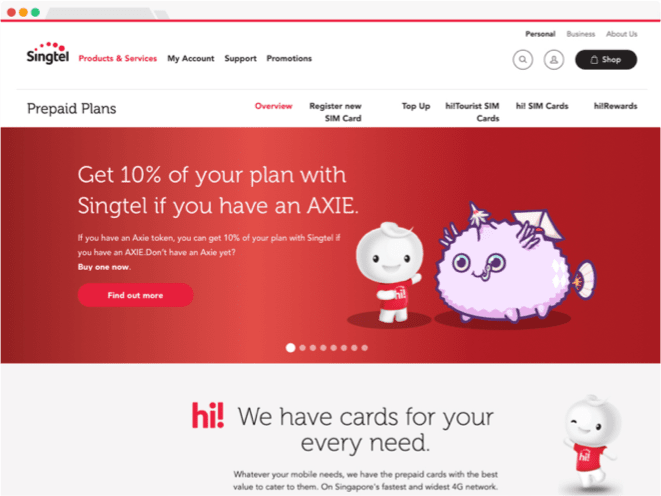 Personal Business About Us
Singtel Products & Services My Account Support Promotions
Shop
Prepaid Plans Overview Register new SIM Card Top Up hi!Tourist SIM Cards hi! SIM Cards hi!Rewards
Get 10% of your plan with
Singtel if you have an AXIE.
If you have an Axie token, you can get 10% of your plan with Singtel if
you have an AXIE.Don't have an Axie yet?
Buy one now.
Find out more
hi!
hi! We have cards for your
every need.
hi!
Whatever your mobile needs, we have the prepaid cards with the best
value to cater to them. On Singapore's fastest and widest 4G network.